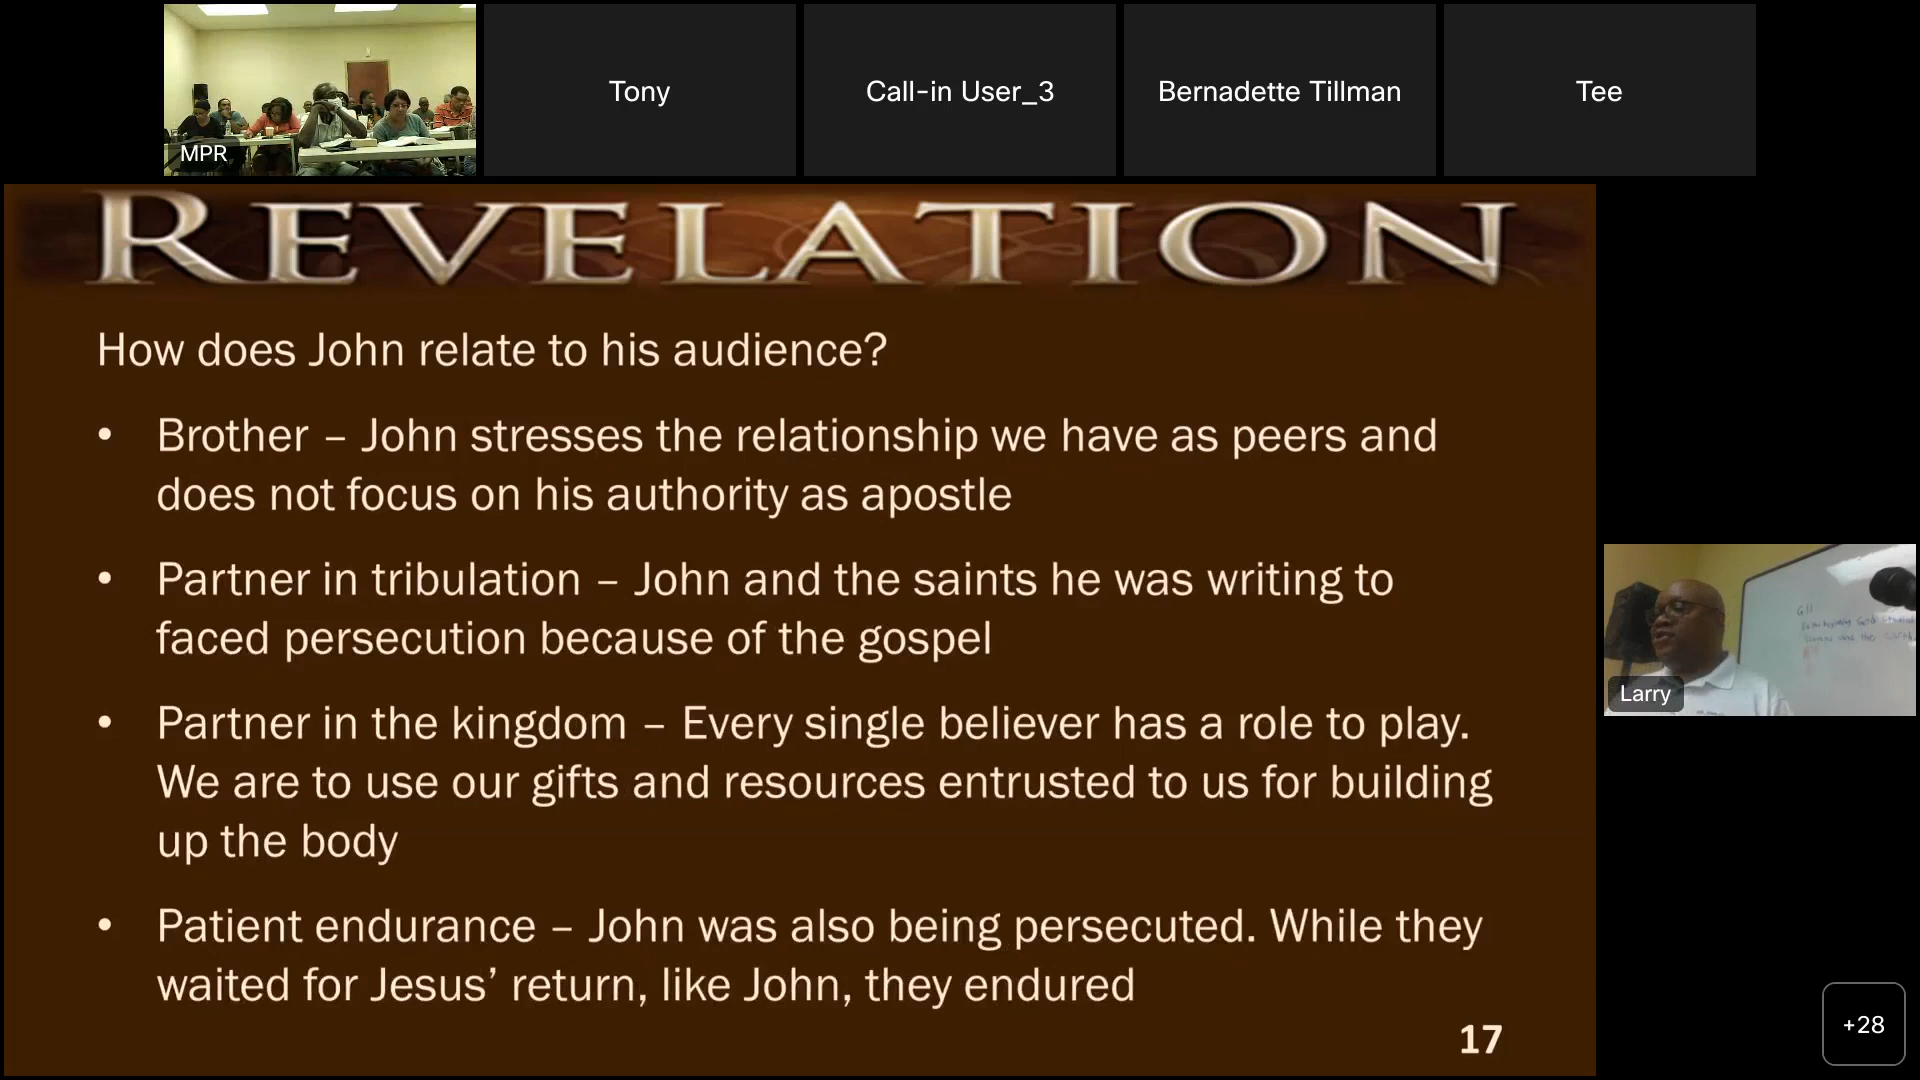 MPR
Tony
Call-in User_3
Bernadette Tillman
Tee
REVELATION
How does John relate to his audience?
• Brother – John stresses the relationship we have as peers and
does not focus on his authority as apostle
• Partner in tribulation – John and the saints he was writing to
faced persecution because of the gospel
• Partner in the kingdom – Every single believer has a role to play.
We are to use our gifts and resources entrusted to us for building
up the body
• Patient endurance – John was also being persecuted. While they
waited for Jesus’ return, like John, they endured
17
Larry
+28